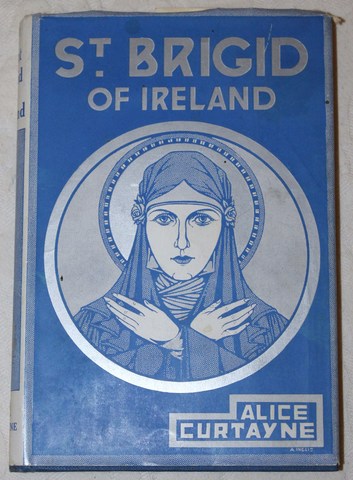 ST BRIGID
OF IRELAND
ALICE
CURTAYNE